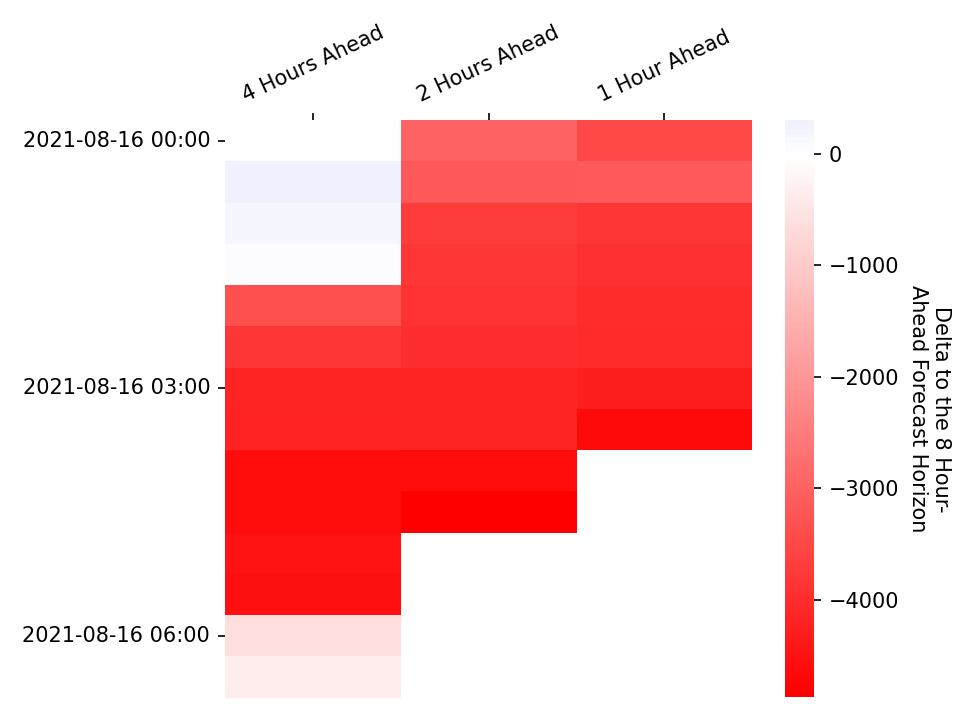 4 Hours Ahead
2 Hours Ahead
1 Hour Ahead
2021-08-16 00:00
2021-08-16 03:00
2021-08-16 06:00
0
−1000
−2000
−3000
−4000
Delta to the 8 Hour-
Ahead Forecast Horizon